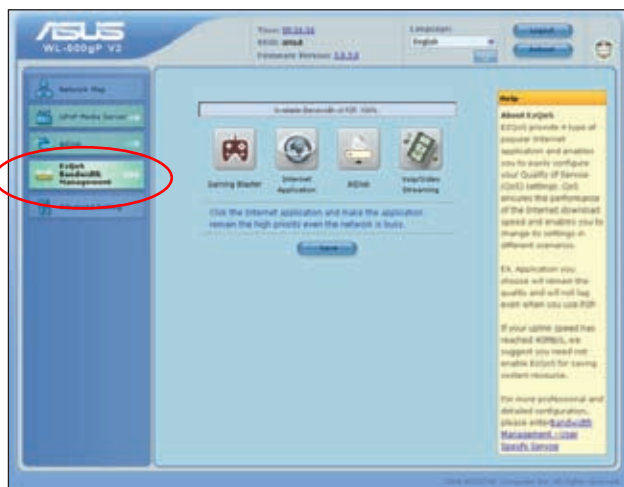 ASUS
WL-600gP V2
Time:
Language:
English
Logout
SSID:
Firmware Version:
Reboot
Network Map
UPnP Media Server
AiDisk
EzQoS
Bandwidth
Management
Gaming Blaster
Internet
Application
AiDisk
Voip/Video
Streaming
Click the Internet application and make the application
remain the high priority even the network is busy.
Save
Help
About EzQoS
EzQoS provide 4 type of
popular Internet
application and enables
you to easily configure
your Quality of Service
(QoS) settings. QoS
ensures the performance
of the Internet download
speed and enables you to
change its settings in
different scenarios.
EX. Application you
choose will remain the
quality and will not lag
even when you use P2P.
If your uplink speed has
reached 40Mb/s, we
suggest you need not
enable EzQoS for saving
system resource.
For more professional and
detailed configuration,
please enter Bandwidth
Management - User
Specify Service